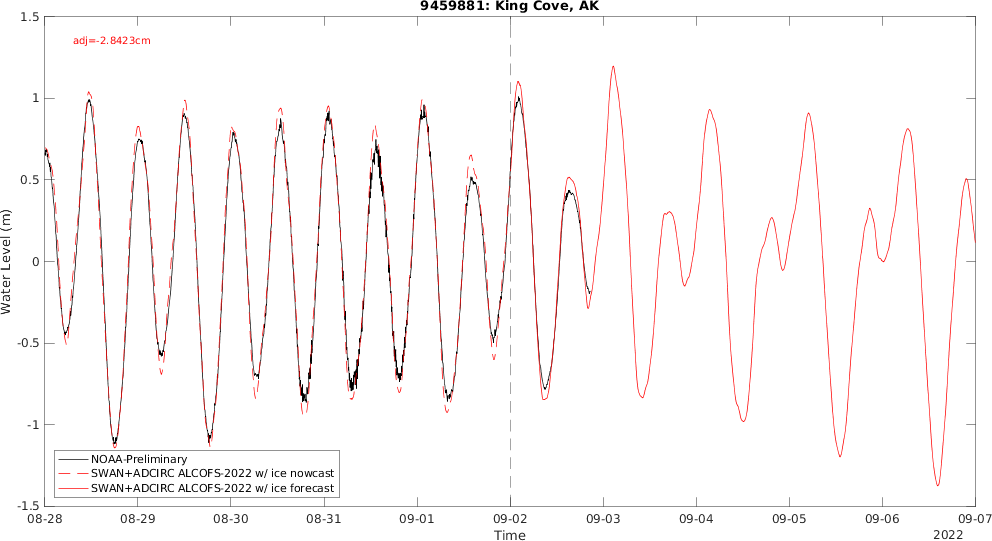 9459881: King Cove, AK
adj=-2.8423cm
1.5
1
0.5
0
-0.5
-1
-1.5
Water Level (m)
NOAA-Preliminary
SWAN+ADCIRC ALCOFS-2022 w/ ice nowcast
SWAN+ADCIRC ALCOFS-2022 w/ ice forecast
08-28 08-29 08-30 08-31 09-01 09-02 09-03 09-04 09-05 09-06 09-07
Time
2022